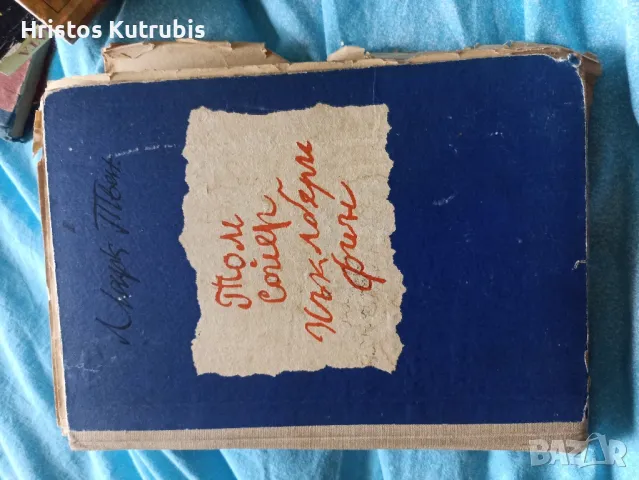 Hristos Kutrubis
Марк Твен
Том
Сойер
Хъкълбери
Фин
BAZAR